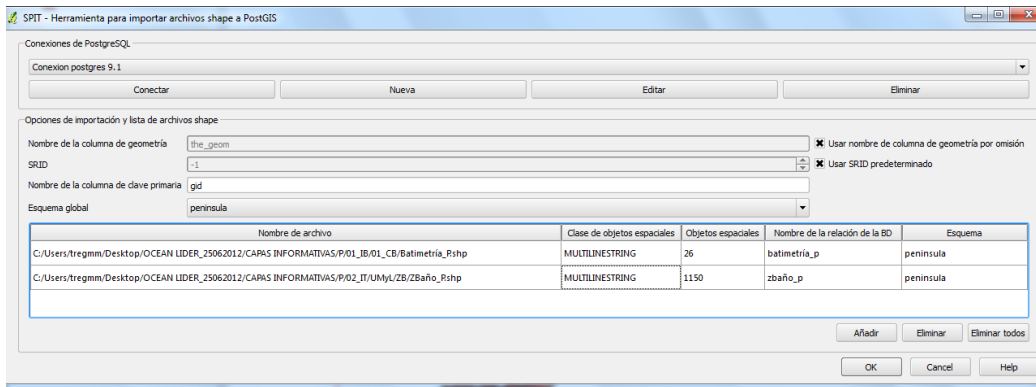 SPIT - Herramienta para importar archivos shape a PostGIS
Conexiones de PostgreSQL
Conexion postgres 9.1
Conectar Nueva Editar Eliminar
Opciones de importación y lista de archivos shape
Nombre de la columna de geometría the_geom Usar nombre de columna de geometría por omisión
SRID -1 Usar SRID predeterminado
Nombre de la columna de clave primaria gid
Esquema global peninsula
Nombre de archivo Clase de objetos espaciales Objetos espaciales Nombre de la relación de la BD Esquema
C:/Users/tregmm/Desktop/OCEAN LIDER_25062012/CAPAS INFORMATIVAS/P/01_IB/01_CB/Batimetría_P.shp MULTILINESTRING 26 batimetría_p peninsula
C:/Users/tregmm/Desktop/OCEAN LIDER_25062012/CAPAS INFORMATIVAS/P/02_IT/UMyL/ZB/ZBaño_P.shp MULTILINESTRING 1150 zbaño_p peninsula
Añadir Eliminar Eliminar todos
OK Cancel Help